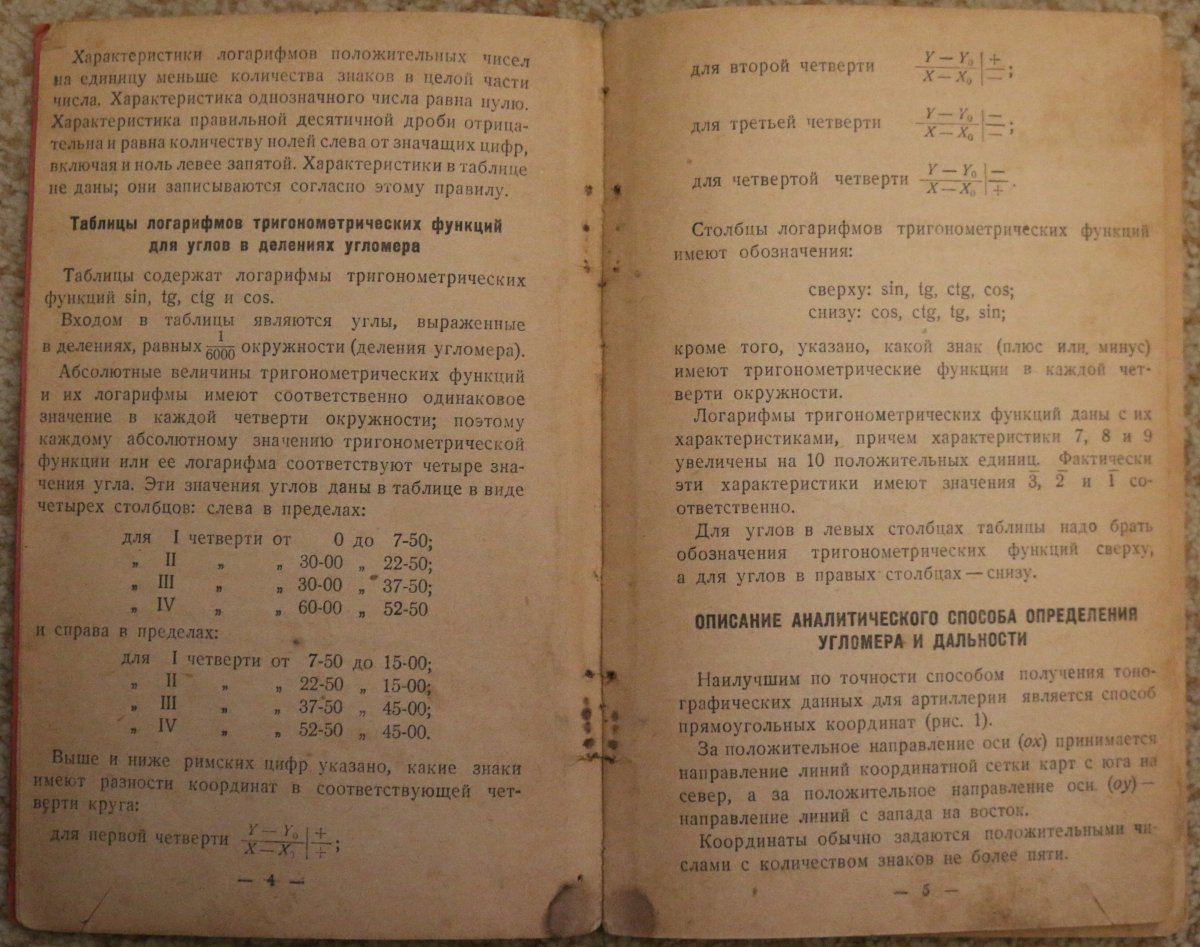 Характеристики логарифмов положительных чисел
на единицу меньше количества знаков в целой части
числа. Характеристика однозначного числа равна нулю.
Характеристика правильной десятичной дроби отрица-
тельна и равна количеству нолей слева от значащих цифр,
включая и ноль левее запятой. Характеристики в таблице
не даны; они записываются согласно этому правилу.
Таблицы логарифмов тригонометрических функций
для углов в делениях угломера
Таблицы содержат логарифмы тригонометрических
функций sin, tg, ctg и cos.
Входом в таблицы являются углы, выраженные
в делениях, равных 1/6000 окружности (деления угломера).
Абсолютные величины тригонометрических функций
и их логарифмы имеют соответственно одинаковое
значение в каждой четверти окружности; поэтому
каждому абсолютному значению тригонометрической
функции или ее логарифма соответствуют четыре зна-
чения угла. Эти значения углов даны в таблице в виде
четырех столбцов: слева в пределах:
для I четверти от 0 до 7-50;
„ II „ „ 30-00 „ 22-50;
„ III „ „ 30-00 „ 37-50;
„ IV „ „ 60-00 „ 52-50
и справа в пределах:
для I четверти от 7-50 до 15-00;
„ II „ „ 22-50 „ 15-00;
„ III „ „ 37-50 „ 45-00;
„ IV „ „ 52-50 „ 45-00.
Выше и ниже римских цифр указано, какие знаки
имеют разности координат в соответствующей чет-
верти круга:
для первой четверти Y — Y₀ | + / X — X₀ | + ;
— 4 —
для второй четверти Y — Y₀ | + / X — X₀ | — ;
для третьей четверти Y — Y₀ | — / X — X₀ | — ;
для четвертой четверти Y — Y₀ | — / X — X₀ | + .
Столбцы логарифмов тригонометрических функций
имеют обозначения:
сверху: sin, tg, ctg, cos;
снизу: cos, ctg, tg, sin;
кроме того, указано, какой знак (плюс или минус)
имеют тригонометрические функции в каждой чет-
верти окружности.
Логарифмы тригонометрических функций даны с их
характеристиками, причем характеристики 7, 8 и 9
увеличены на 10 положительных единиц. Фактически
эти характеристики имеют значения 3̅, 2̅ и 1̅ со-
ответственно.
Для углов в левых столбцах таблицы надо брать
обозначения тригонометрических функций сверху,
а для углов в правых столбцах — снизу.
ОПИСАНИЕ АНАЛИТИЧЕСКОГО СПОСОБА ОПРЕДЕЛЕНИЯ
УГЛОМЕРА И ДАЛЬНОСТИ
Наилучшим по точности способом получения топо-
графических данных для артиллерии является способ
прямоугольных координат (рис. 1).
За положительное направление оси (ox) принимается
направление линий координатной сетки карт с юга на
север, а за положительное направление оси (oy) —
направление линий с запада на восток.
Координаты обычно задаются положительными чи-
слами с количеством знаков не более пяти.
— 5 —